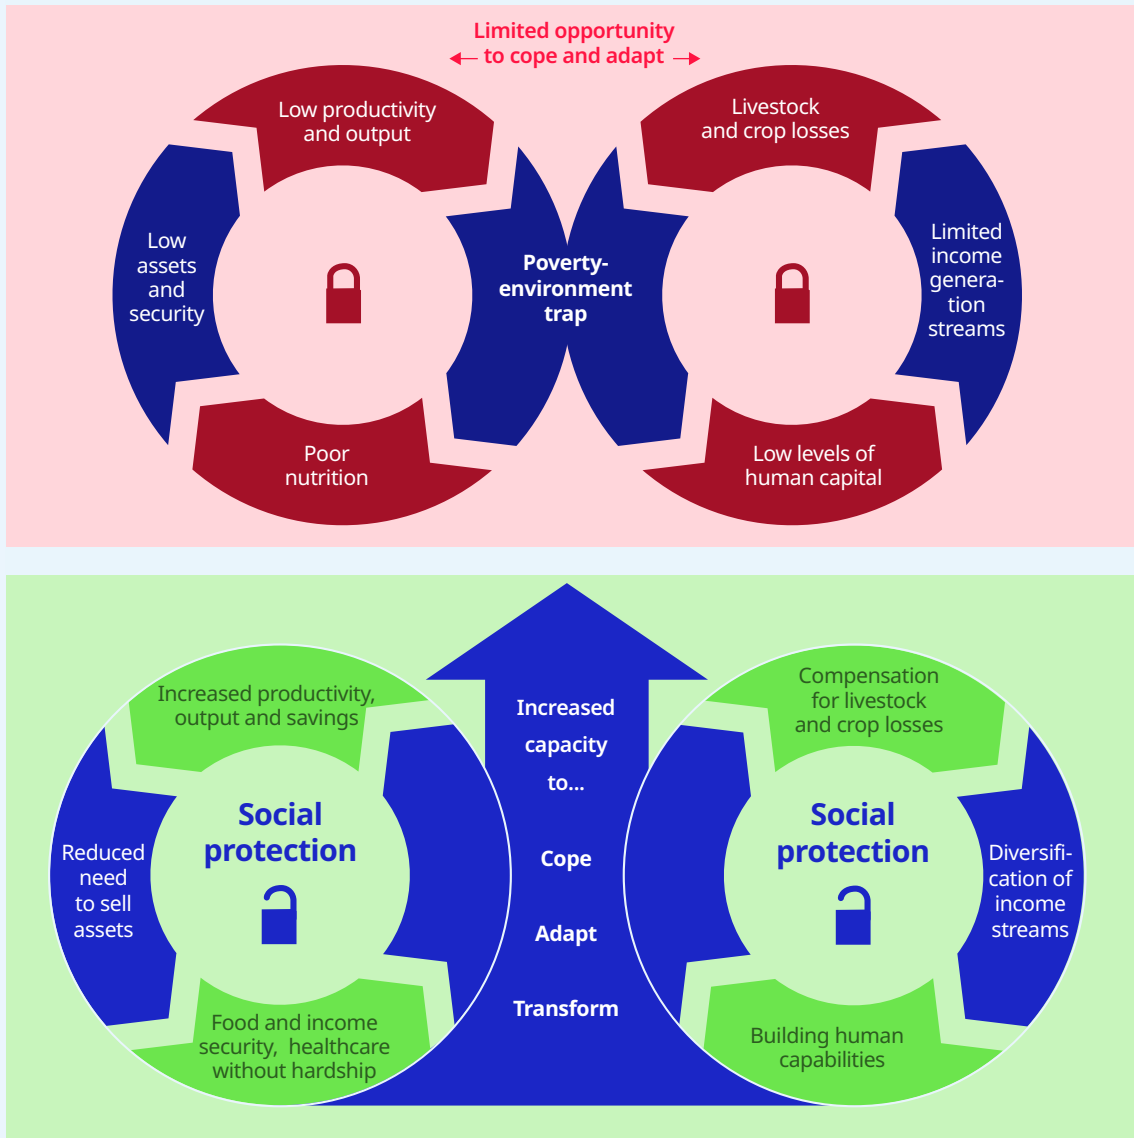 Limited opportunity
to cope and adapt
Low productivity
and output
Livestock
and crop losses
Low
assets
and
security
Poverty-
environment
trap
Limited
income
genera-
tion
streams
Poor
nutrition
Low levels of
human capital
Increased productivity,
output and savings
Increased
capacity
to...
Cope
Adapt
Transform
Compensation
for livestock
and crop losses
Social
protection
Social
protection
Reduced
need
to sell
assets
Diversifi-
cation of
income
streams
Food and income
security, healthcare
without hardship
Building human
capabilities